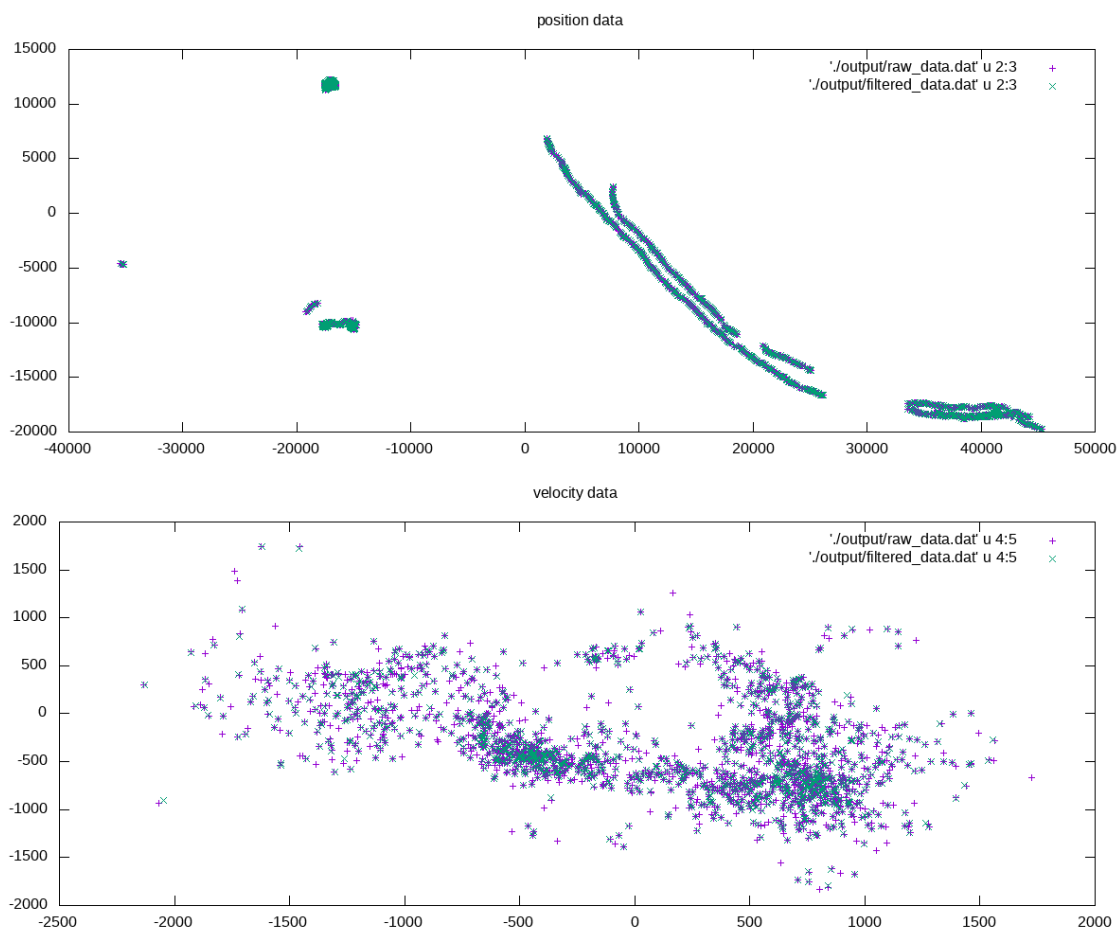 position data
'./output/raw_data.dat' u 2:3
'./output/filtered_data.dat' u 2:3
15000
10000
5000
0
-5000
-10000
-15000
-20000
-40000 -30000 -20000 -10000 0 10000 20000 30000 40000 50000
velocity data
'./output/raw_data.dat' u 4:5
'./output/filtered_data.dat' u 4:5
2000
1500
1000
500
0
-500
-1000
-1500
-2000
-2500 -2000 -1500 -1000 -500 0 500 1000 1500 2000